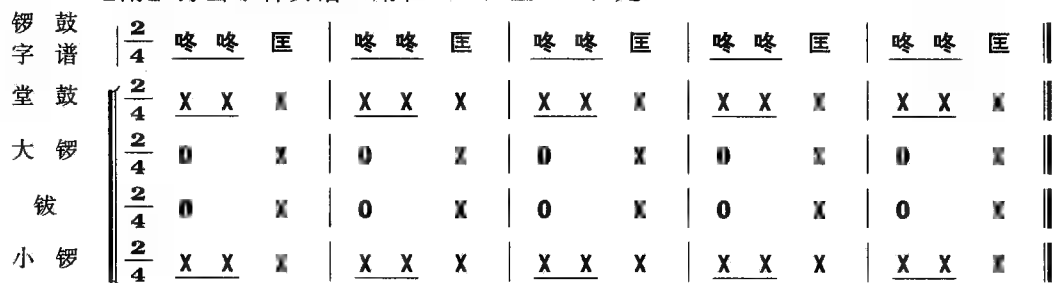 锣鼓字谱 2/4 咚咚 匡 | 咚咚 匡 | 咚咚 匡 | 咚咚 匡 | 咚咚 匡 ‖
堂鼓 2/4 X X X | X X X | X X X | X X X | X X X ‖
大锣 2/4 0 X | 0 X | 0 X | 0 X | 0 X ‖
钹 2/4 0 X | 0 X | 0 X | 0 X | 0 X ‖
小锣 2/4 X X X | X X X | X X X | X X X | X X X ‖